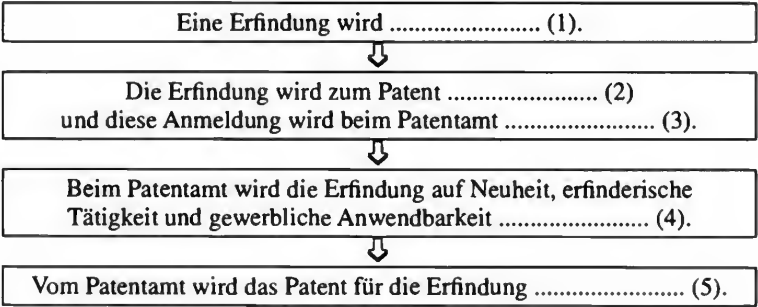 Eine Erfindung wird ........................ (1).
Die Erfindung wird zum Patent ........................ (2)
und diese Anmeldung wird beim Patentamt ........................ (3).
Beim Patentamt wird die Erfindung auf Neuheit, erfinderische
Tätigkeit und gewerbliche Anwendbarkeit ........................ (4).
Vom Patentamt wird das Patent für die Erfindung ........................ (5).